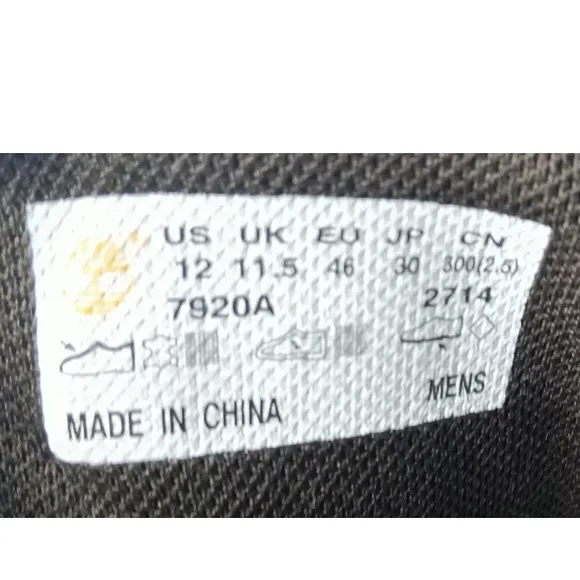 US UK EU JP CN
12 11.5 46 30 300(2.5)
7920A 2714
MENS
MADE IN CHINA